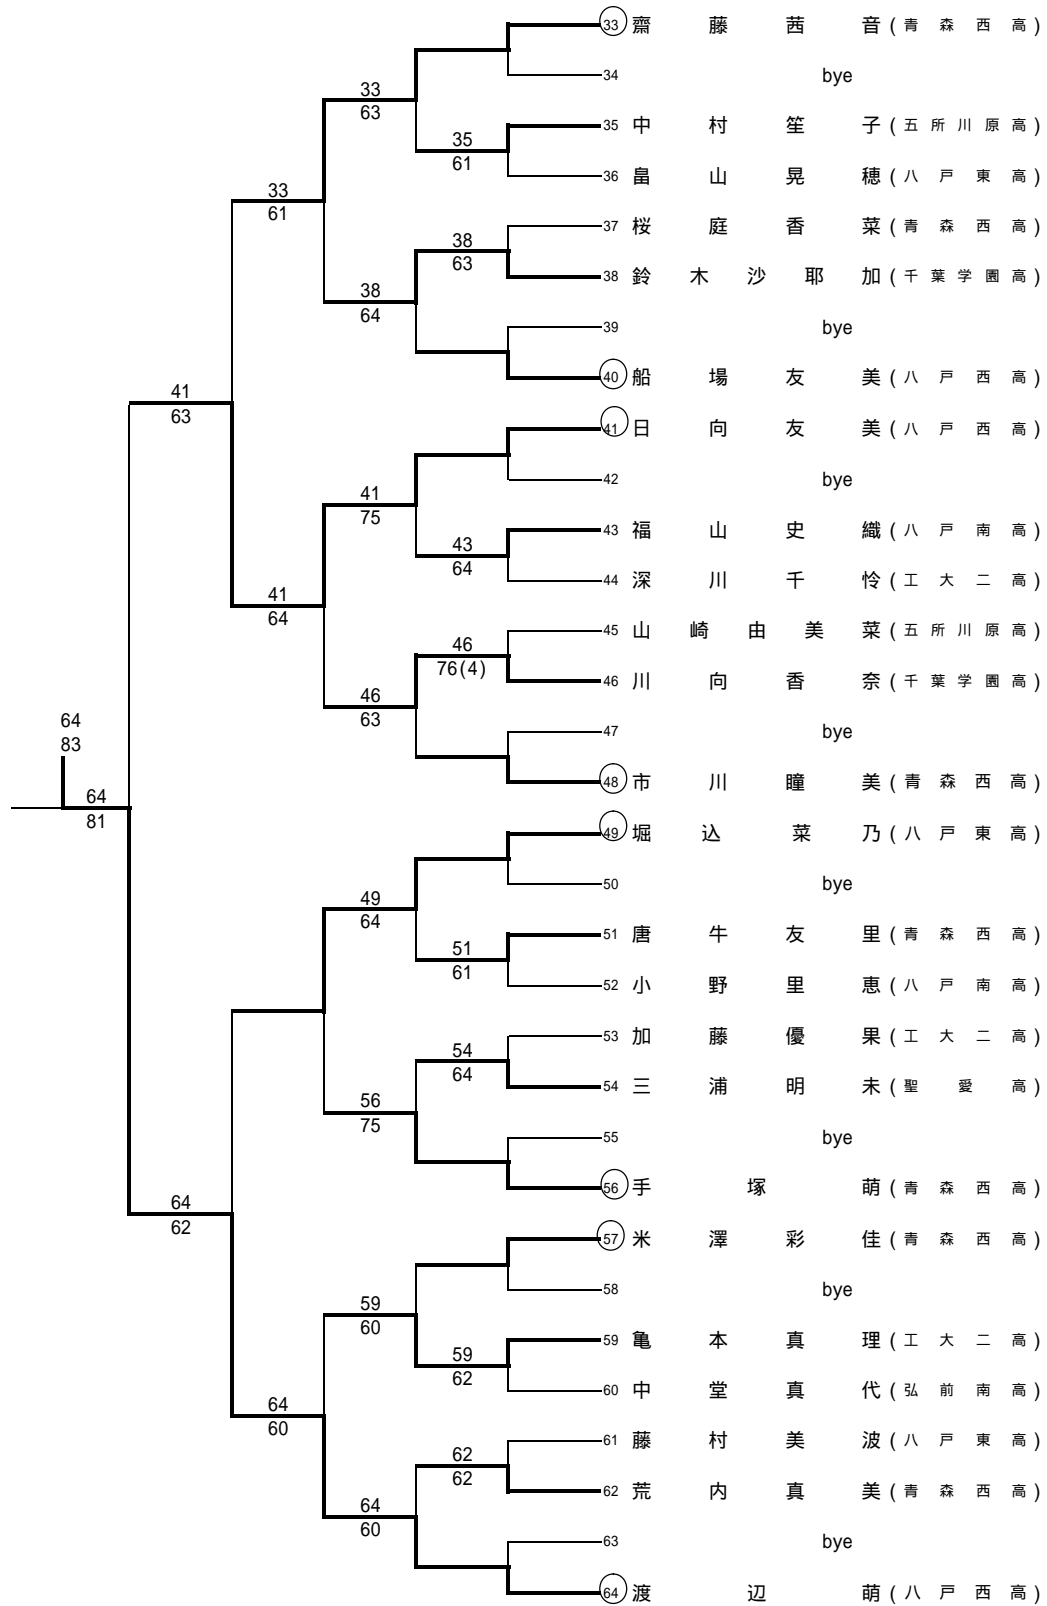 33 齋藤茜音(青森西高)
34 bye
33
63
35 中村笙子(五所川原高)
35
61
36 畠山晃穂(八戸東高)
33
61
37 桜庭香菜(青森西高)
38
63
38 鈴木沙耶加(千葉学園高)
38
64
39 bye
40 船場友美(八戸西高)
41
63
41 日向友美(八戸西高)
42 bye
41
75
43 福山史織(八戸南高)
43
64
44 深川千怜(工大二高)
41
64
45 山崎由美菜(五所川原高)
46
76(4)
46 川向香奈(千葉学園高)
46
63
47 bye
64
83
48 市川瞳美(青森西高)
64
81
49 堀込菜乃(八戸東高)
50 bye
49
64
51 唐牛友里(青森西高)
51
61
52 小野里恵(八戸南高)
53 加藤優果(工大二高)
54
64
54 三浦明未(聖愛高)
56
75
55 bye
56 手塚萌(青森西高)
64
62
57 米澤彩佳(青森西高)
58 bye
59
60
59 亀本真理(工大二高)
59
62
60 中堂真代(弘前南高)
64
60
61 藤村美波(八戸東高)
62
62
62 荒内真美(青森西高)
64
60
63 bye
64 渡辺萌(八戸西高)